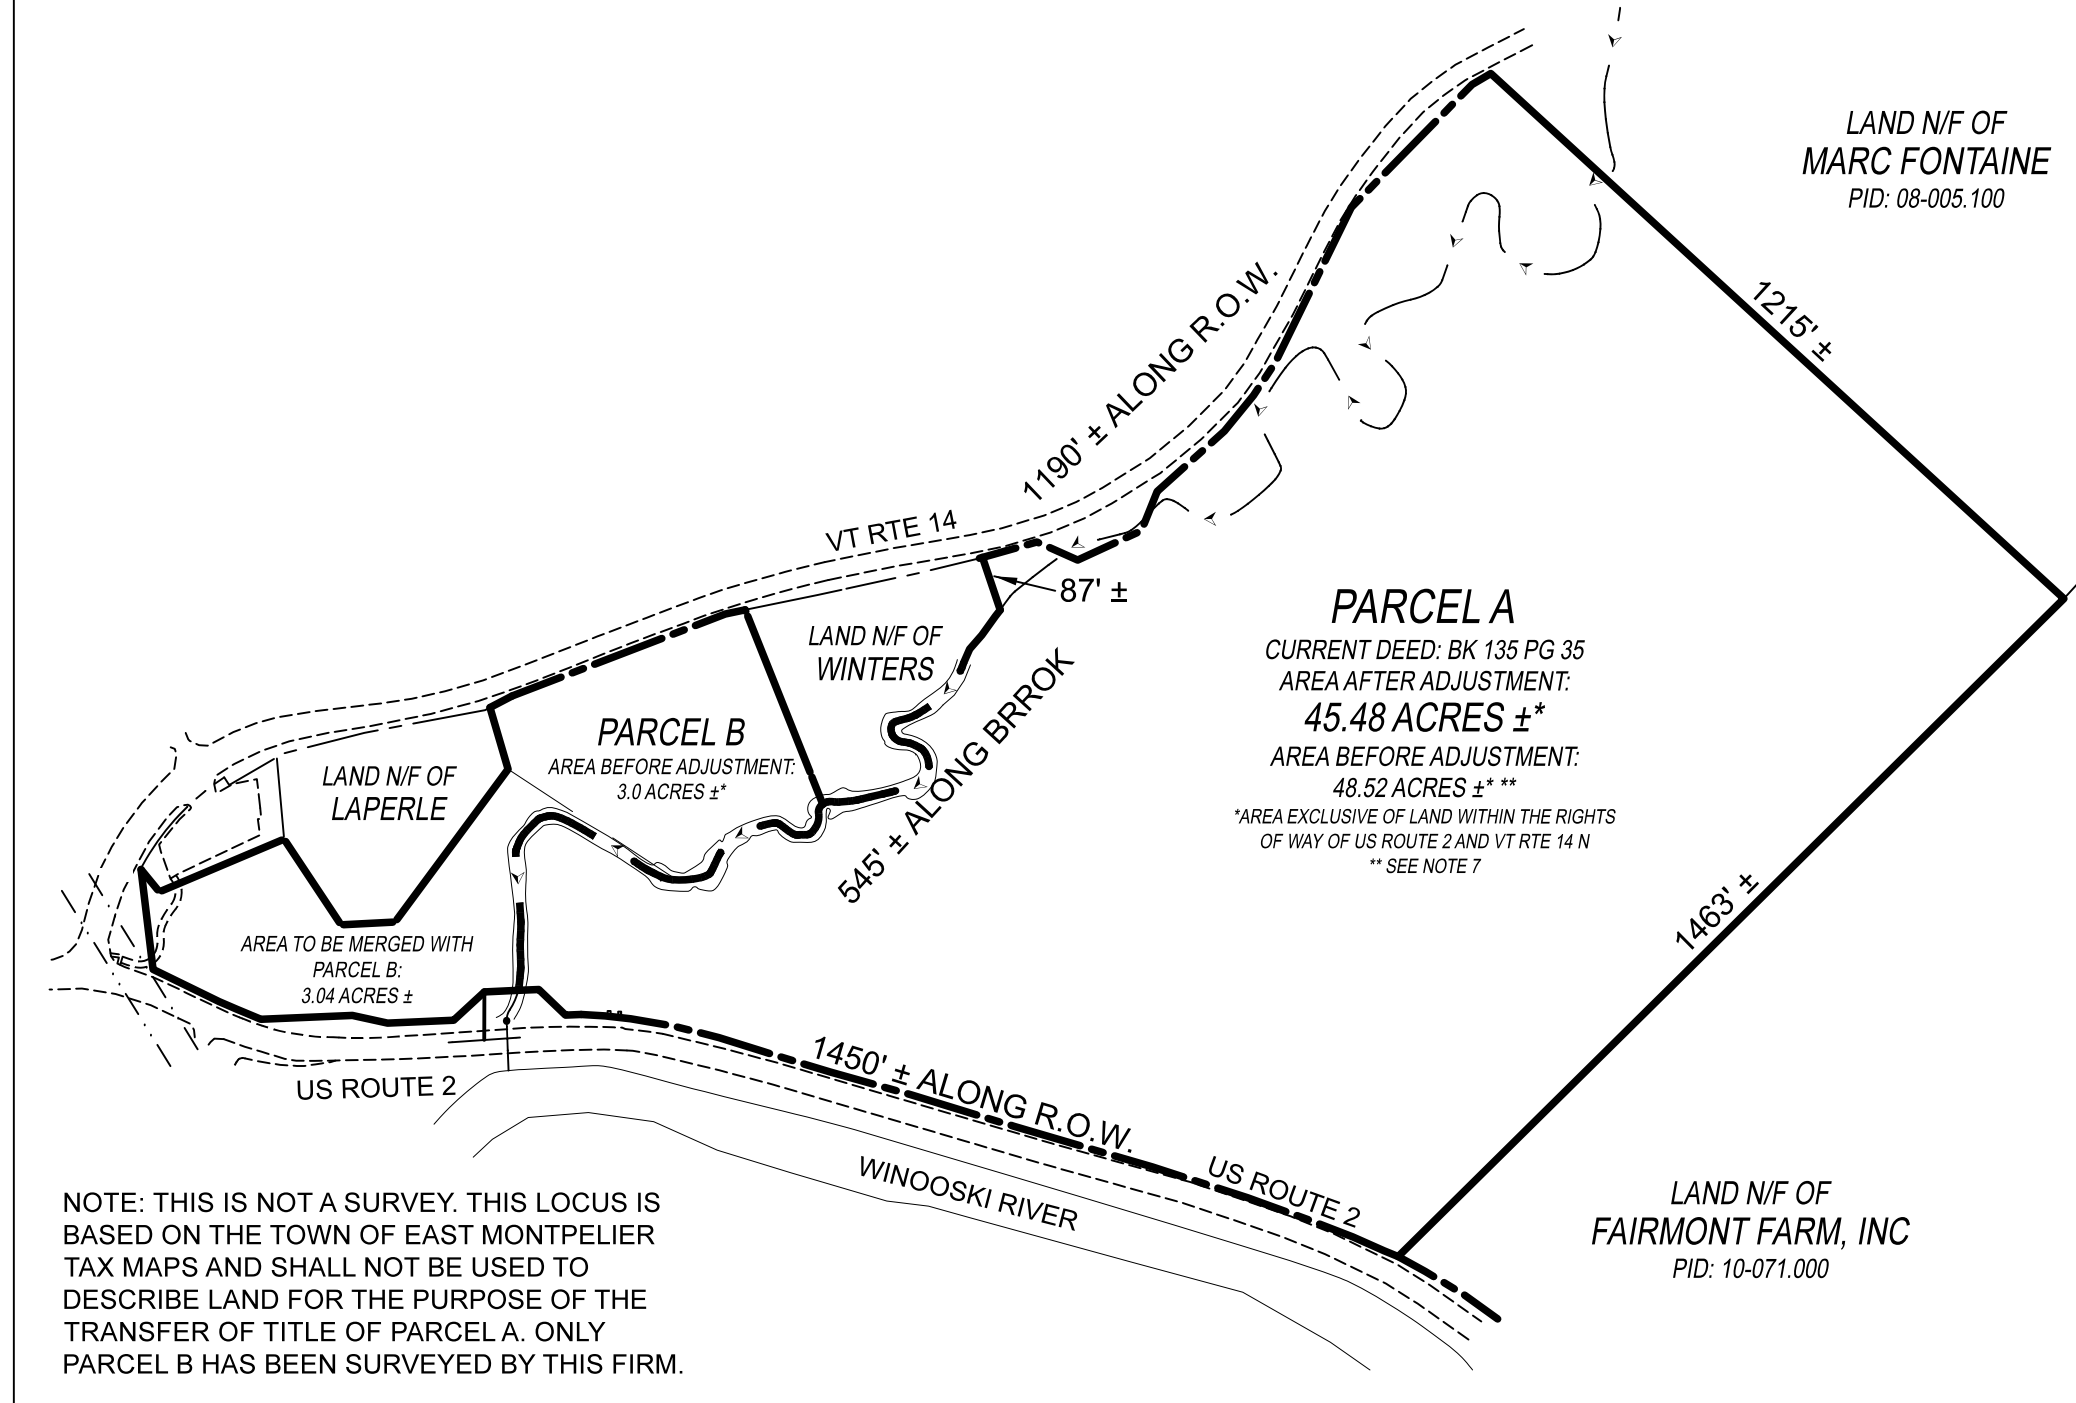 LAND N/F OF
MARC FONTAINE
PID: 08-005.100
1215' ±
1190' ± ALONG R.O.W.
VT RTE 14
87' ±
LAND N/F OF
WINTERS
PARCEL A
CURRENT DEED: BK 135 PG 35
AREA AFTER ADJUSTMENT:
45.48 ACRES ±*
AREA BEFORE ADJUSTMENT:
48.52 ACRES ±* **
*AREA EXCLUSIVE OF LAND WITHIN THE RIGHTS
OF WAY OF US ROUTE 2 AND VT RTE 14 N
** SEE NOTE 7
PARCEL B
AREA BEFORE ADJUSTMENT:
3.0 ACRES ±*
545' ± ALONG BRROK
LAND N/F OF
LAPERLE
1463' ±
AREA TO BE MERGED WITH
PARCEL B:
3.04 ACRES ±
US ROUTE 2
1450' ± ALONG R.O.W.
US ROUTE 2
WINOOSKI RIVER
LAND N/F OF
FAIRMONT FARM, INC
PID: 10-071.000
NOTE: THIS IS NOT A SURVEY. THIS LOCUS IS
BASED ON THE TOWN OF EAST MONTPELIER
TAX MAPS AND SHALL NOT BE USED TO
DESCRIBE LAND FOR THE PURPOSE OF THE
TRANSFER OF TITLE OF PARCEL A. ONLY
PARCEL B HAS BEEN SURVEYED BY THIS FIRM.